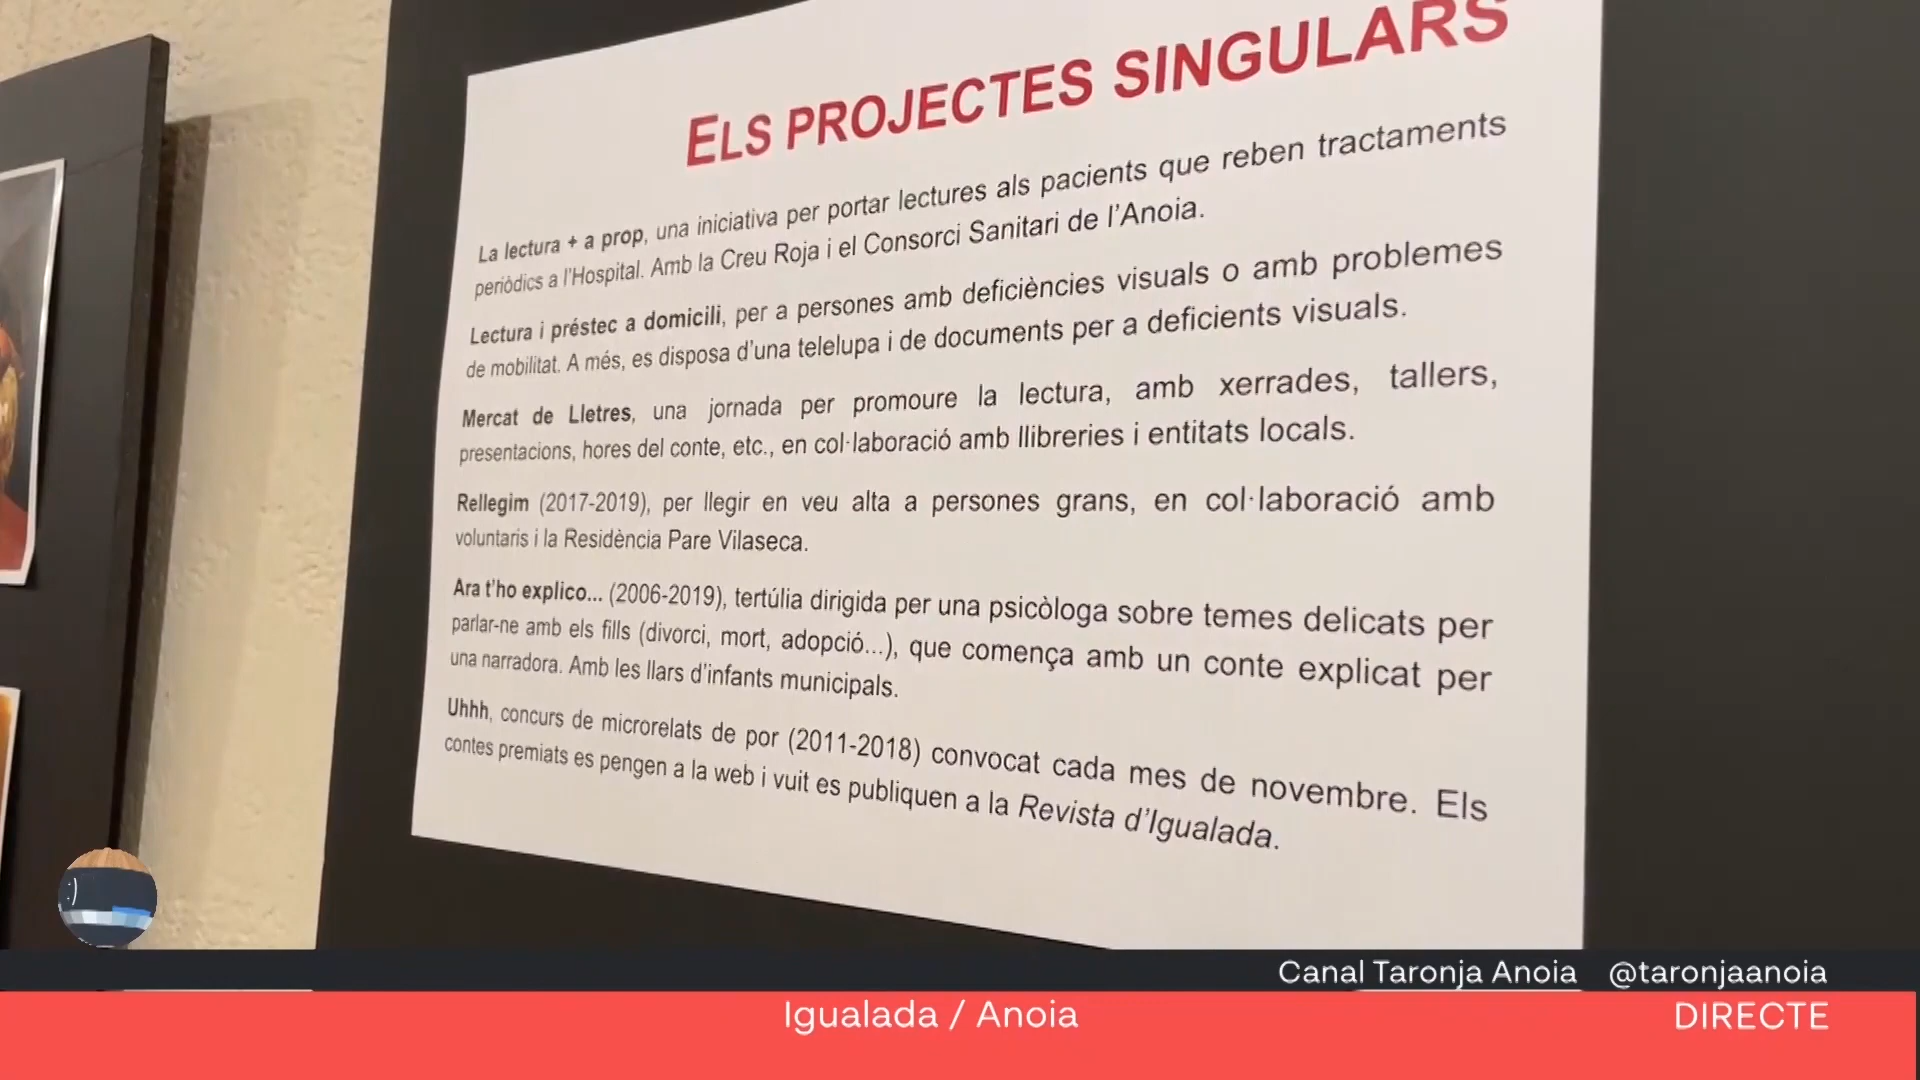 ELS PROJECTES SINGULARS
La lectura + a prop, una iniciativa per portar lectures als pacients que reben tractaments
periòdics a l'Hospital. Amb la Creu Roja i el Consorci Sanitari de l'Anoia.
Lectura i préstec a domicili, per a persones amb deficiències visuals o amb problemes
de mobilitat. A més, es disposa d'una telelupa i de documents per a deficients visuals.
Mercat de Lletres, una jornada per promoure la lectura, amb xerrades, tallers,
presentacions, hores del conte, etc., en col·laboració amb llibreries i entitats locals.
Rellegim (2017-2019), per llegir en veu alta a persones grans, en col·laboració amb
voluntaris i la Residència Pare Vilaseca.
Ara t'ho explico... (2006-2019), tertúlia dirigida per una psicòloga sobre temes delicats per
parlar-ne amb els fills (divorci, mort, adopció...), que comença amb un conte explicat per
una narradora. Amb les llars d'infants municipals.
Uhhh, concurs de microrelats de por (2011-2018) convocat cada mes de novembre. Els
contes premiats es pengen a la web i vuit es publiquen a la Revista d'Igualada.
:)
Canal Taronja Anoia @taronjaanoia
Igualada / Anoia
DIRECTE